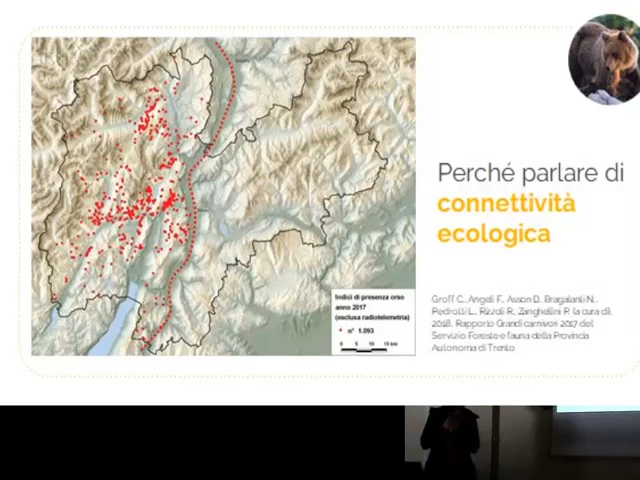 Perché parlare di
connettività
ecologica
Indici di presenza orso
anno 2017
(esclusa radiotelemetria)
n° 1.093
0 5 10 15 km
Groff C., Angeli F., Asson D., Bragalanti N.,
Pedrotti L., Rizzoli R., Zanghellini P. (a cura di),
2018. Rapporto Grandi carnivori 2017 del
Servizio Foreste e fauna della Provincia
Autonoma di Trento